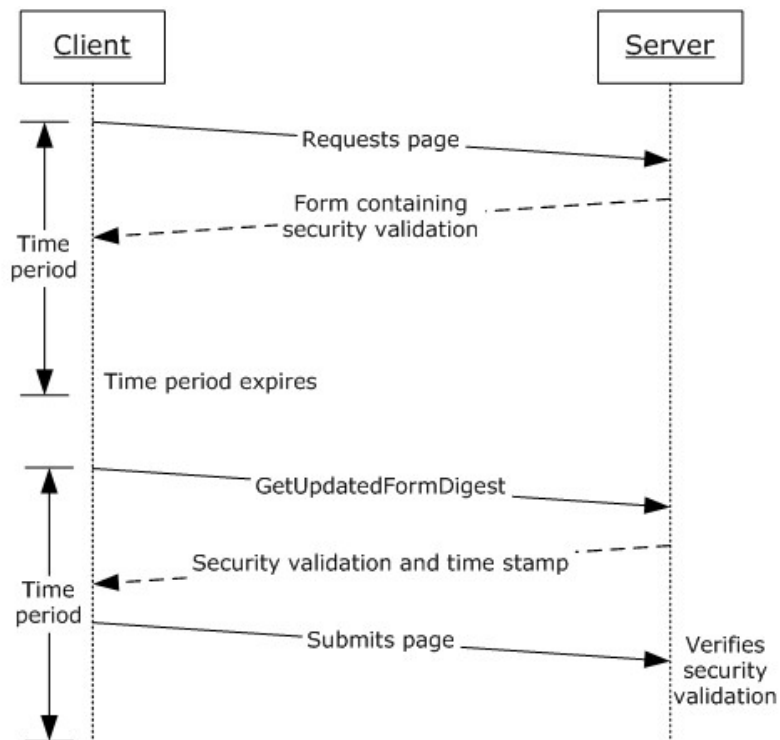 Client
Server
Requests page
Form containing
security validation
Time
period
Time period expires
GetUpdatedFormDigest
Security validation and time stamp
Time
period
Submits page
Verifies
security
validation